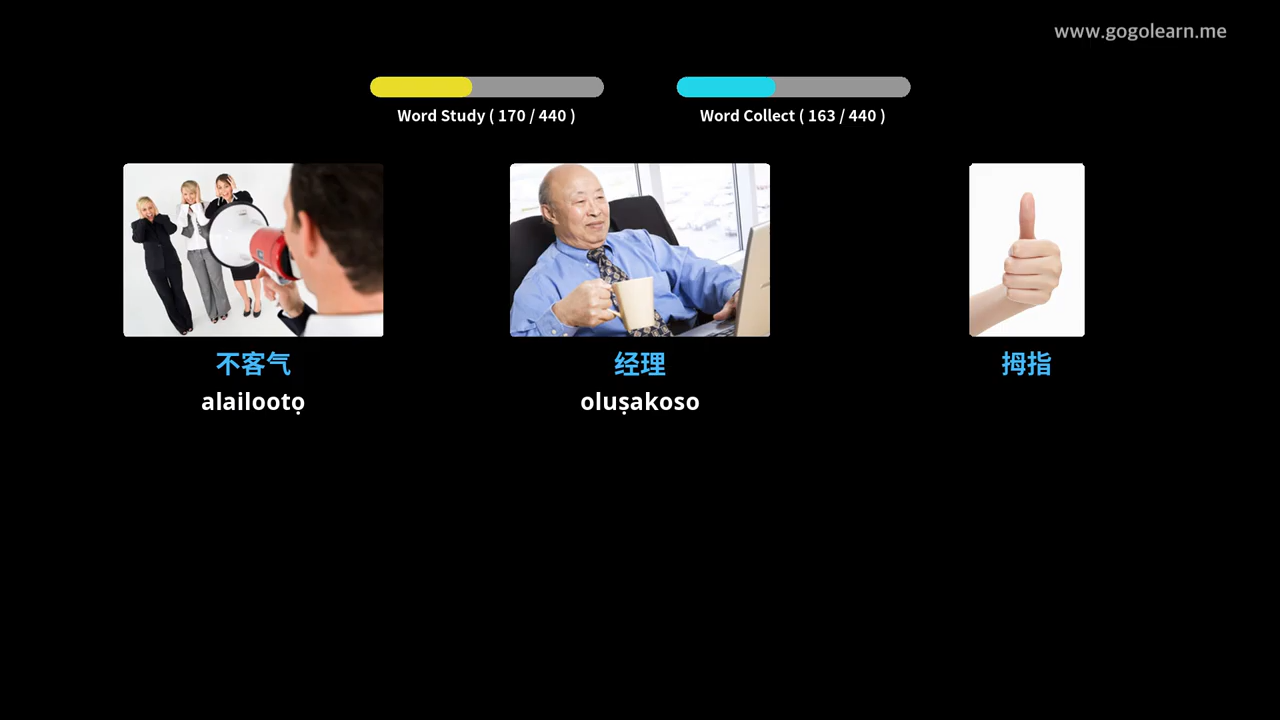 www.gogolearn.me
Word Study ( 170 / 440 )
Word Collect ( 163 / 440 )
不客气
经理
拇指
alailootọ
oluṣakoso